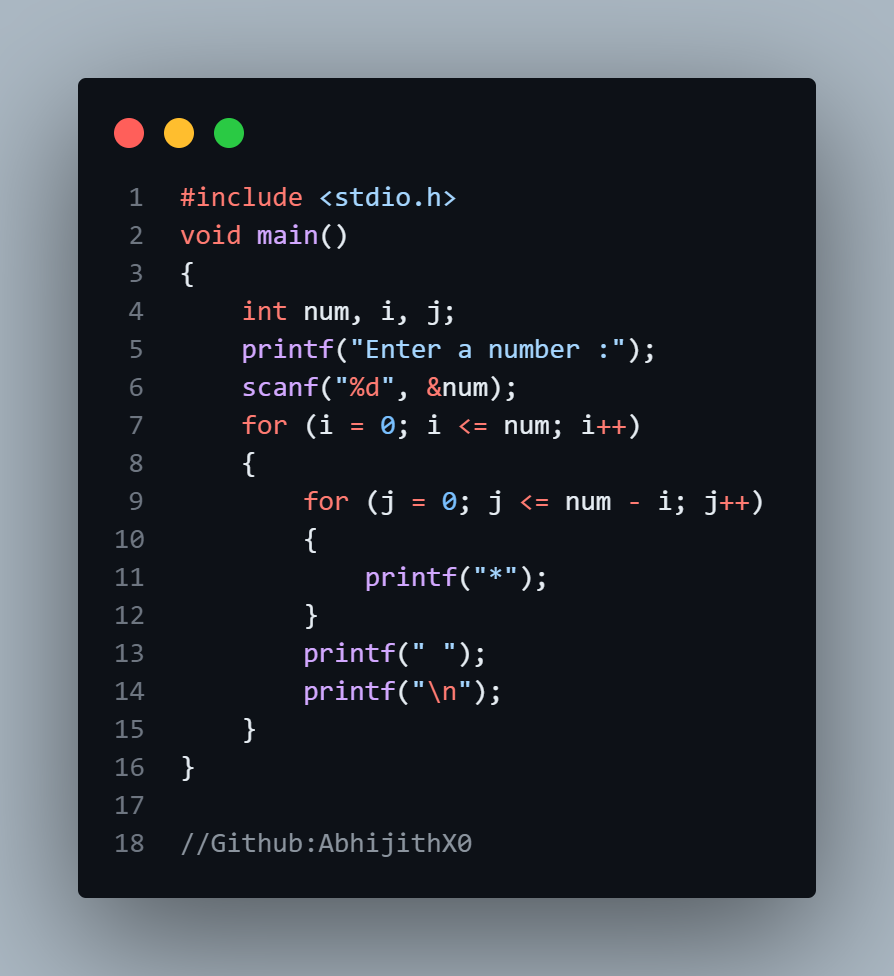 1 #include <stdio.h>
2 void main()
3 {
4     int num, i, j;
5     printf("Enter a number :");
6     scanf("%d", &num);
7     for (i = 0; i <= num; i++)
8     {
9         for (j = 0; j <= num - i; j++)
10         {
11             printf("*");
12         }
13         printf(" ");
14         printf("\n");
15     }
16 }
17
18 //Github:AbhijithX0